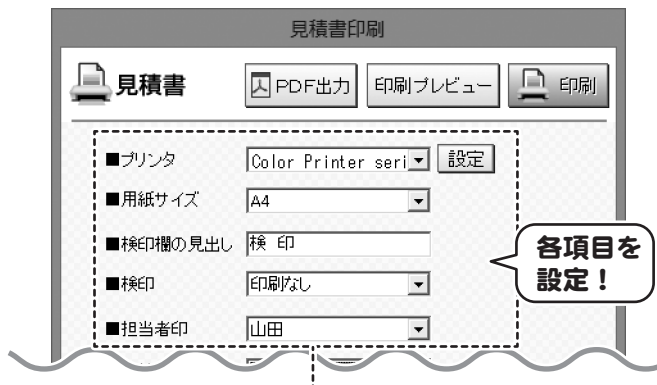 見積書印刷
見積書 PDF出力 印刷プレビュー 印刷
■プリンタ Color Printer seri 設定
■用紙サイズ A4
■検印欄の見出し 検 印
■検印 印刷なし
■担当者印 山田
各項目を
設定！